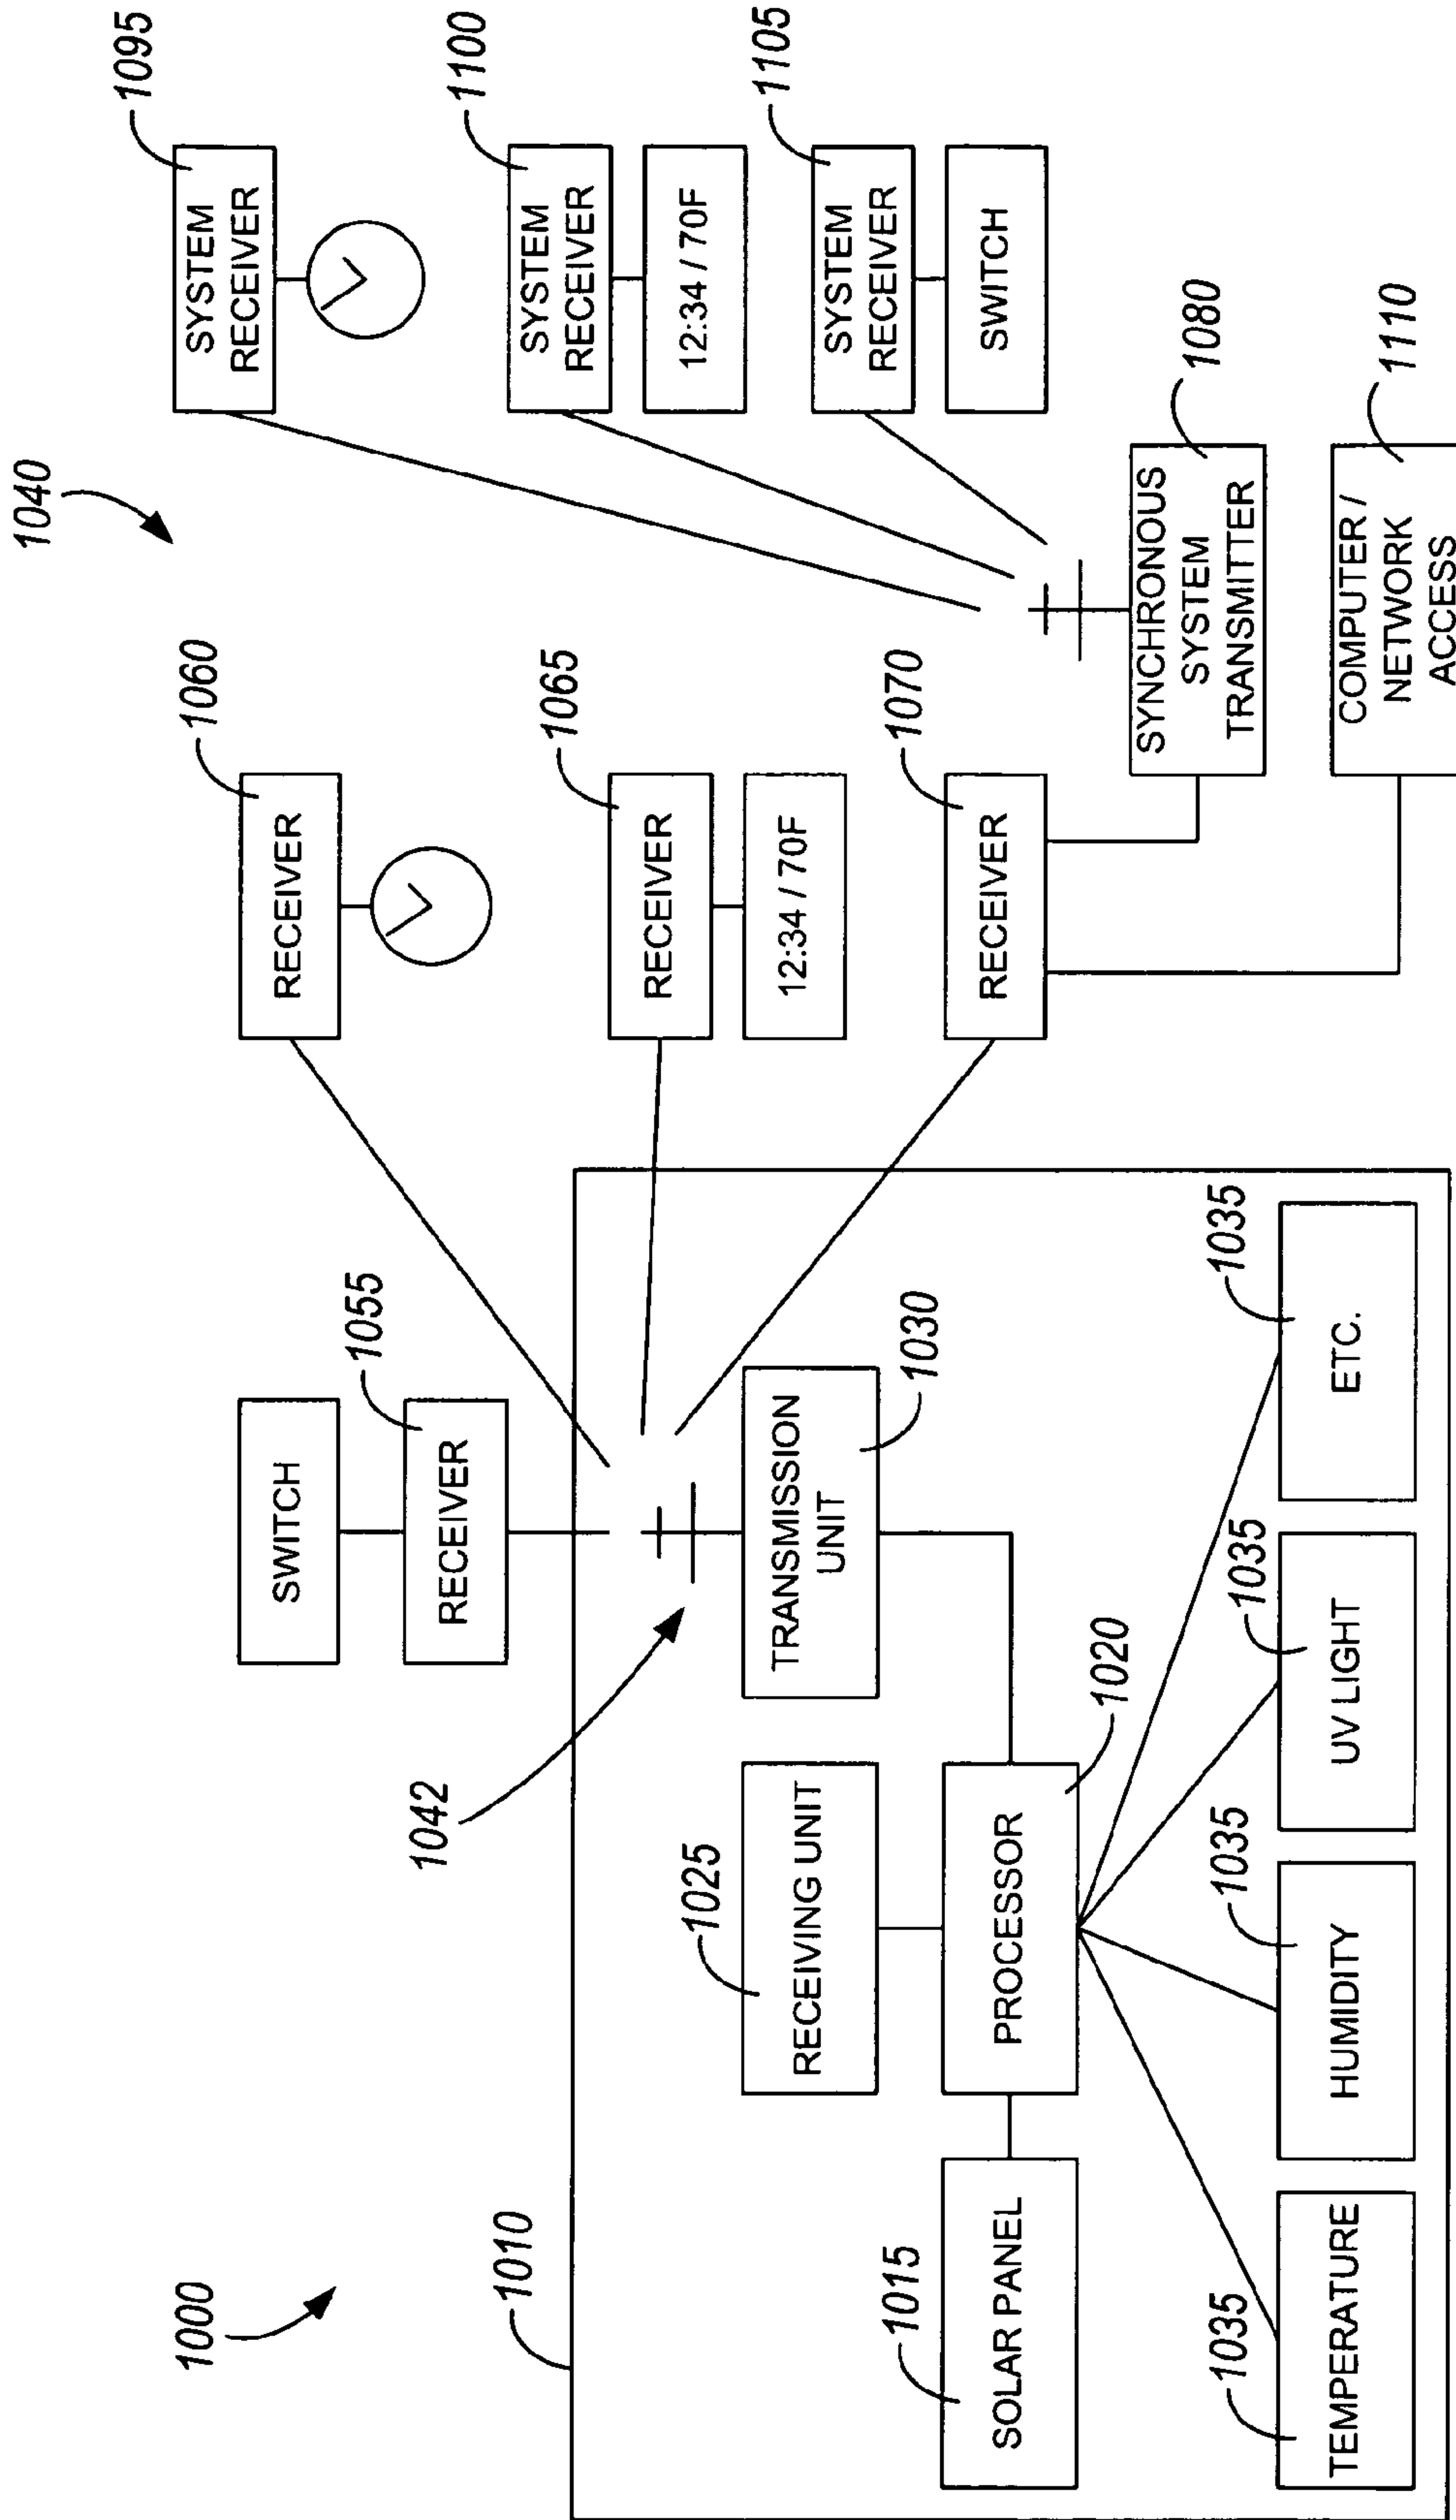 1000
1040
1010
1042
SWITCH
RECEIVER
1055
RECEIVER
1060
RECEIVER
1065
12:34 / 70F
RECEIVER
1070
SYSTEM
RECEIVER
1095
SYSTEM
RECEIVER
1100
12:34 / 70F
SYSTEM
RECEIVER
1105
SWITCH
SYNCHRONOUS
SYSTEM
TRANSMITTER
1080
COMPUTER /
NETWORK
ACCESS
1110
1025
RECEIVING UNIT
TRANSMISSION
UNIT
1030
1015
SOLAR PANEL
PROCESSOR
1020
1035
TEMPERATURE
1035
HUMIDITY
1035
UV LIGHT
1035
ETC.